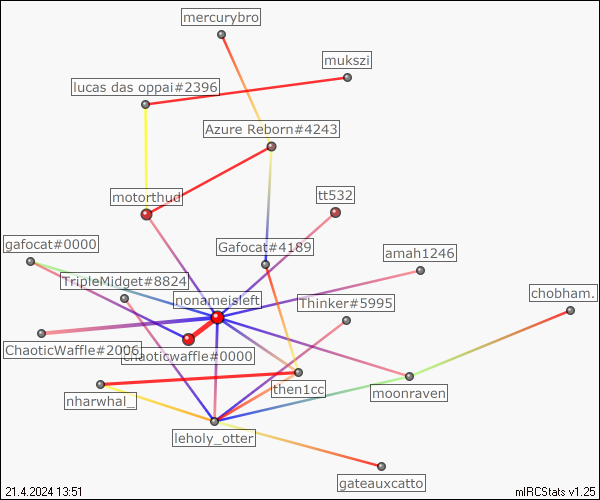 mercurybro
mukszi
lucas das oppai#2396
Azure Reborn#4243
motorthud
tt532
gafocat#0000
Gafocat#4189
amah1246
TripleMidget#8824
nonameisleft
Thinker#5995
chobham.
ChaoticWaffle#2006
chaoticwaffle#0000
then1cc
moonraven
nharwhal_
leholy_otter
gateauxcatto
21.4.2024 13:51
mIRCStats v1.25